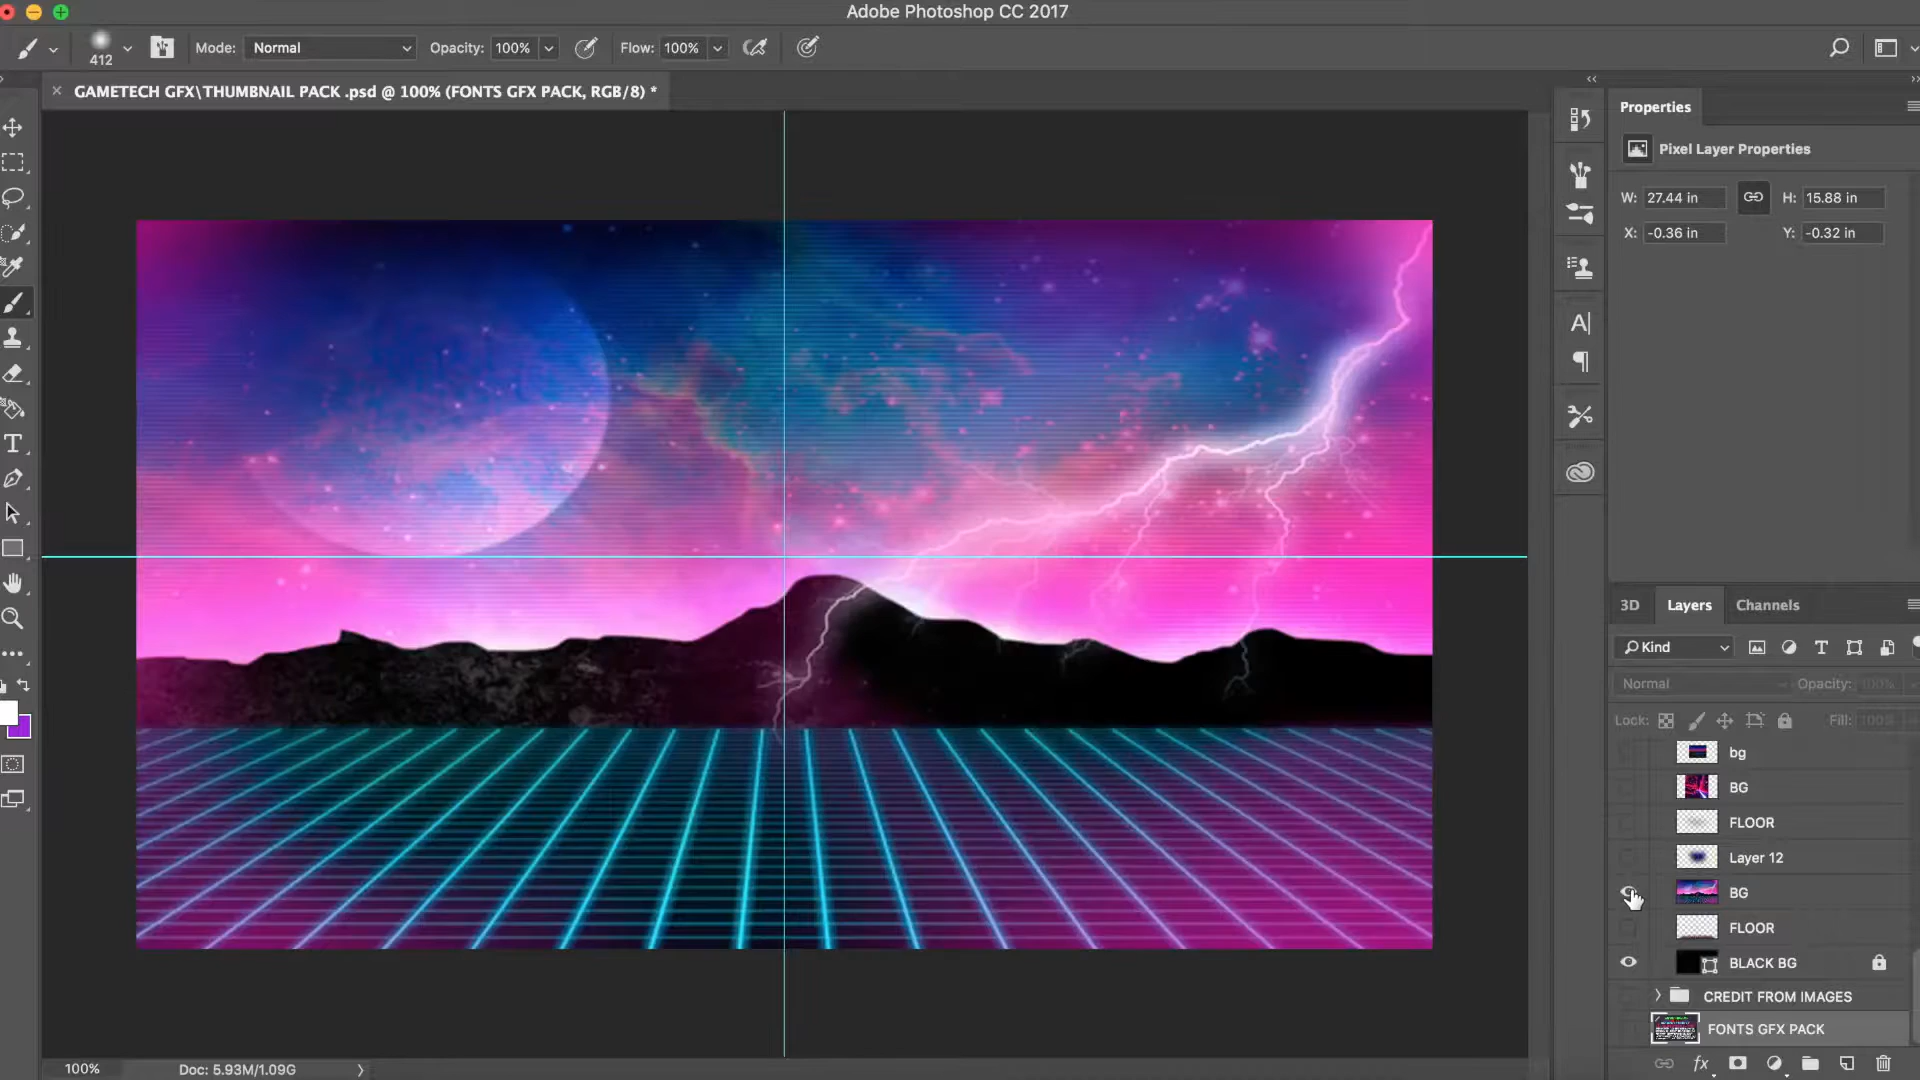 Adobe Photoshop CC 2017
412
Mode: Normal
Opacity: 100%
Flow: 100%
GAMETECH GFX\THUMBNAIL PACK .psd @ 100% (FONTS GFX PACK, RGB/8) *
Properties
Pixel Layer Properties
W: 27.44 in
H: 15.88 in
X: -0.36 in
Y: -0.32 in
3D
Layers
Channels
Kind
Normal
Opacity: 100%
Lock:
Fill: 100%
bg
BG
FLOOR
Layer 12
BG
FLOOR
BLACK BG
CREDIT FROM IMAGES
FONTS GFX PACK
fx
100%
Doc: 5.93M/1.09G